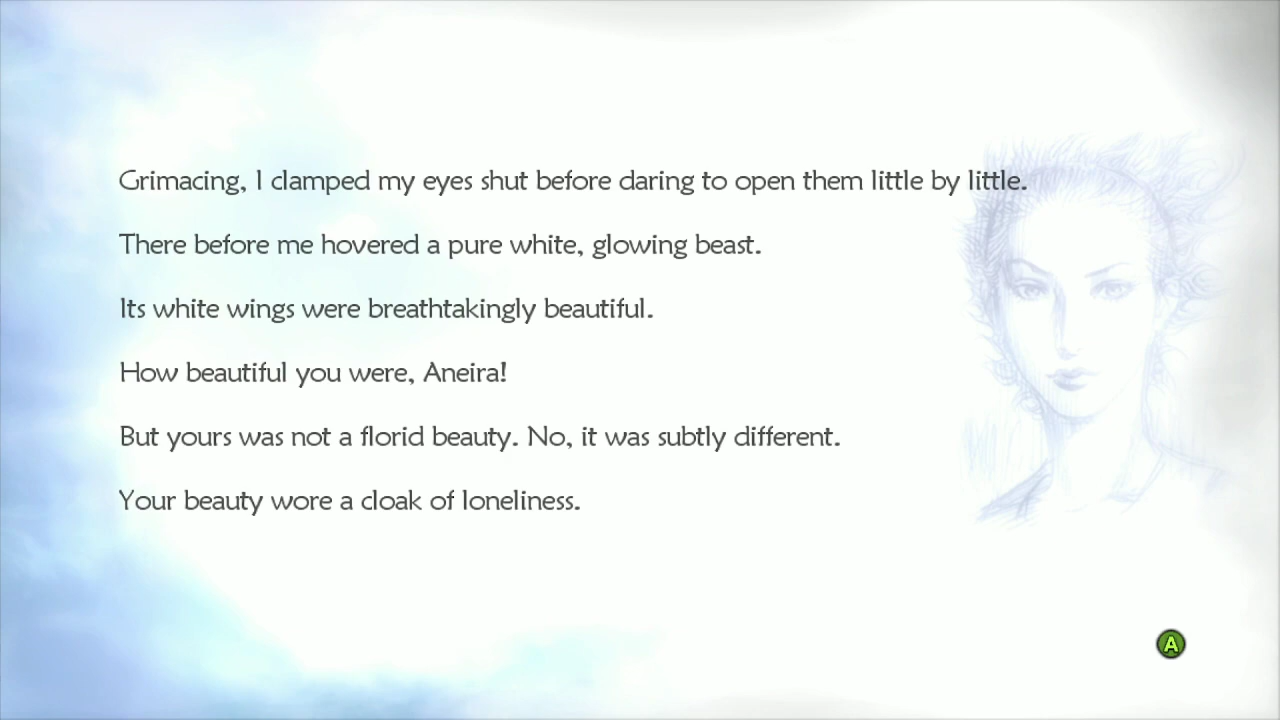 Grimacing, I clamped my eyes shut before daring to open them little by little.
There before me hovered a pure white, glowing beast.
Its white wings were breathtakingly beautiful.
How beautiful you were, Aneira!
But yours was not a florid beauty. No, it was subtly different.
Your beauty wore a cloak of loneliness.
A